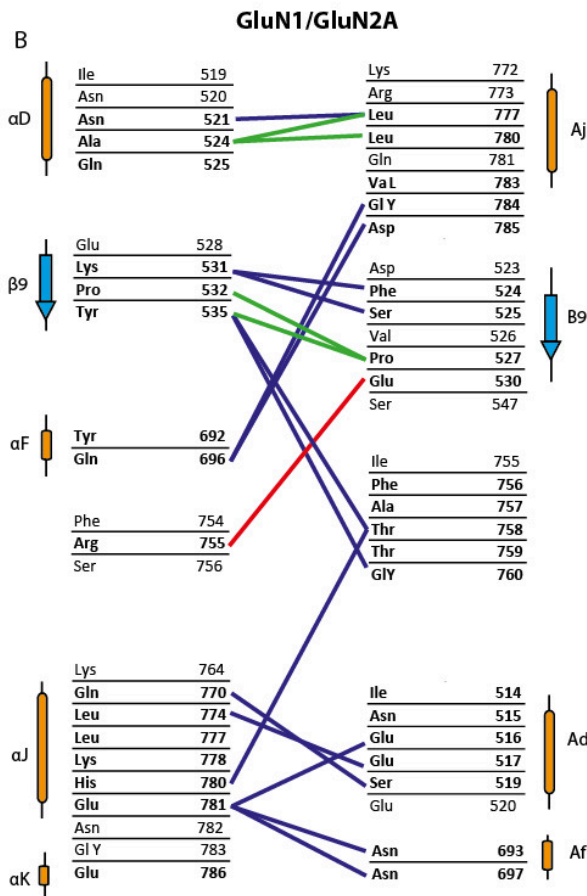 GluN1/GluN2A
B
αD
Ile 519
Asn 520
Asn 521
Ala 524
Gln 525
β9
Glu 528
Lys 531
Pro 532
Tyr 535
αF
Tyr 692
Gln 696
Phe 754
Arg 755
Ser 756
αJ
Lys 764
Gln 770
Leu 774
Leu 777
Lys 778
His 780
Glu 781
Asn 782
Gl Y 783
Glu 786
αK
Lys 772
Arg 773
Leu 777
Leu 780
Gln 781
Va L 783
Gl Y 784
Asp 785
Aj
Asp 523
Phe 524
Ser 525
Val 526
Pro 527
Glu 530
Ser 547
B9
Ile 755
Phe 756
Ala 757
Thr 758
Thr 759
GlY 760
Ile 514
Asn 515
Glu 516
Glu 517
Ser 519
Glu 520
Ad
Asn 693
Asn 697
Af